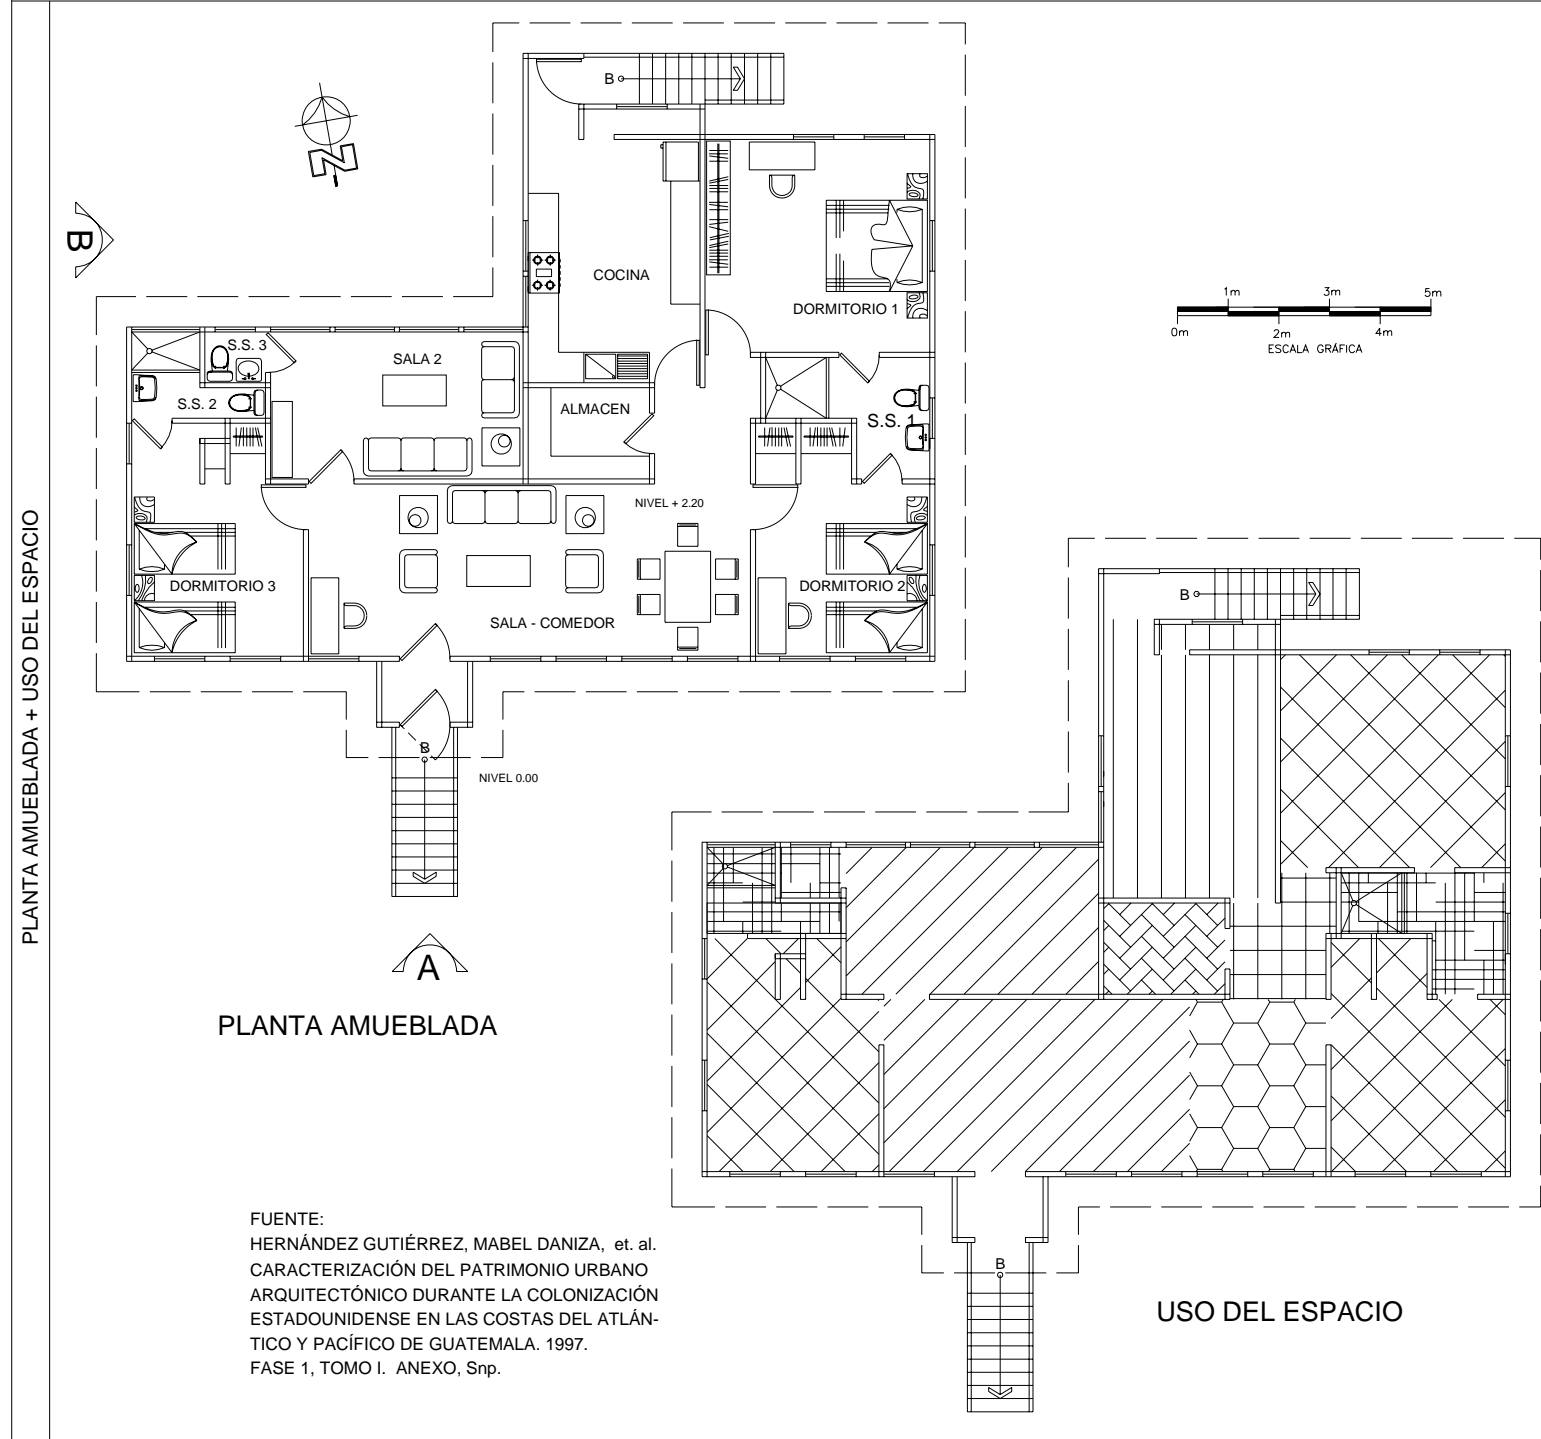 PLANTA AMUEBLADA + USO DEL ESPACIO
B
N
B
COCINA
DORMITORIO 1
S.S. 3
SALA 2
S.S. 2
ALMACEN
S.S. 1
NIVEL + 2.20
DORMITORIO 3
DORMITORIO 2
SALA - COMEDOR
B
NIVEL 0.00
A
PLANTA AMUEBLADA
1m 3m 5m
0m 2m 4m
ESCALA GRÁFICA
B
B
USO DEL ESPACIO
FUENTE:
HERNÁNDEZ GUTIÉRREZ, MABEL DANIZA, et. al.
CARACTERIZACIÓN DEL PATRIMONIO URBANO
ARQUITECTÓNICO DURANTE LA COLONIZACIÓN
ESTADOUNIDENSE EN LAS COSTAS DEL ATLÁN-
TICO Y PACÍFICO DE GUATEMALA. 1997.
FASE 1, TOMO I. ANEXO, Snp.